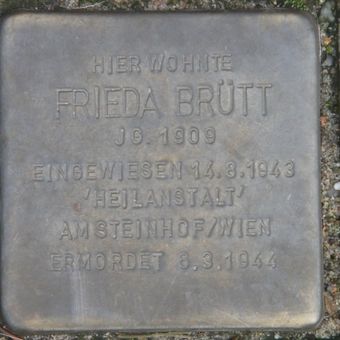 HIER WOHNTE
FRIEDA BRÜTT
JG. 1909
EINGEWIESEN 14.8.1943
'HEILANSTALT'
AM STEINHOF/WIEN
ERMORDET 8.3.1944